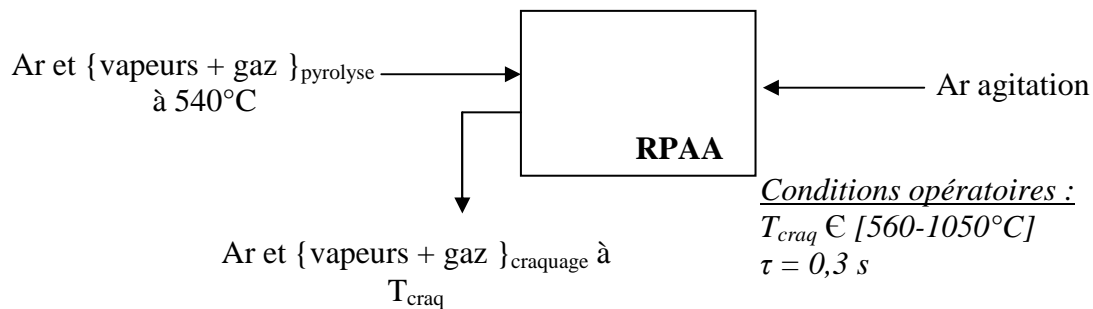 Ar et {vapeurs + gaz }pyrolyse
à 540°C
Ar agitation
RPAA
Conditions opératoires :
Tcraq Є [560-1050°C]
τ = 0,3 s
Ar et {vapeurs + gaz }craquage à
Tcraq